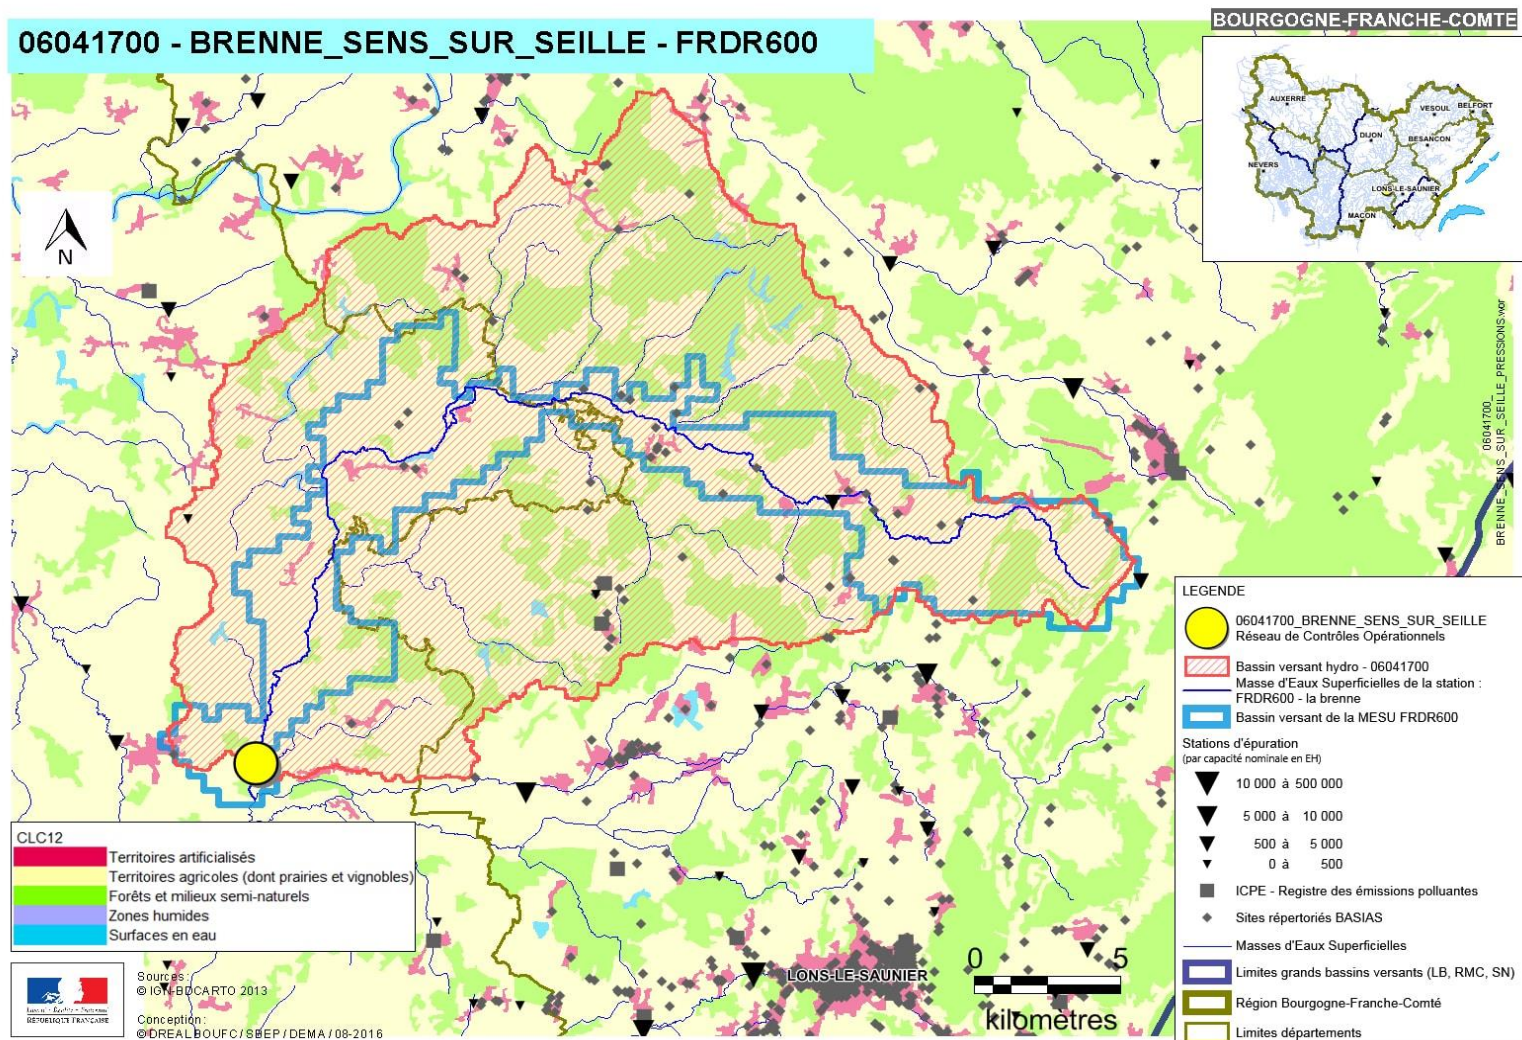 06041700 - BRENNE_SENS_SUR_SEILLE - FRDR600
BOURGOGNE-FRANCHE-COMTE
AUXERRE
VESOUL
BELFORT
DIJON
BESANCON
NEVERS
LONS-LE-SAUNIER
MACON
N
06041700_
BRENNE_SENS_SUR_SEILLE_PRESSIONS.wor
LEGENDE
06041700_BRENNE_SENS_SUR_SEILLE
Réseau de Contrôles Opérationnels
Bassin versant hydro - 06041700
Masse d'Eaux Superficielles de la station :
FRDR600 - la brenne
Bassin versant de la MESU FRDR600
Stations d'épuration
(par capacité nominale en EH)
10 000 à 500 000
5 000 à 10 000
500 à 5 000
0 à 500
ICPE - Registre des émissions polluantes
Sites répertoriés BASIAS
Masses d'Eaux Superficielles
Limites grands bassins versants (LB, RMC, SN)
Région Bourgogne-Franche-Comté
Limites départements
CLC12
Territoires artificialisés
Territoires agricoles (dont prairies et vignobles)
Forêts et milieux semi-naturels
Zones humides
Surfaces en eau
LONS-LE-SAUNIER
0 5
kilomètres
Liberté • Égalité • Fraternité
RÉPUBLIQUE FRANÇAISE
Sources :
© IGN-BDCARTO 2013
Conception :
© DREAL BOUFC / SBEP / DEMA / 08-2016